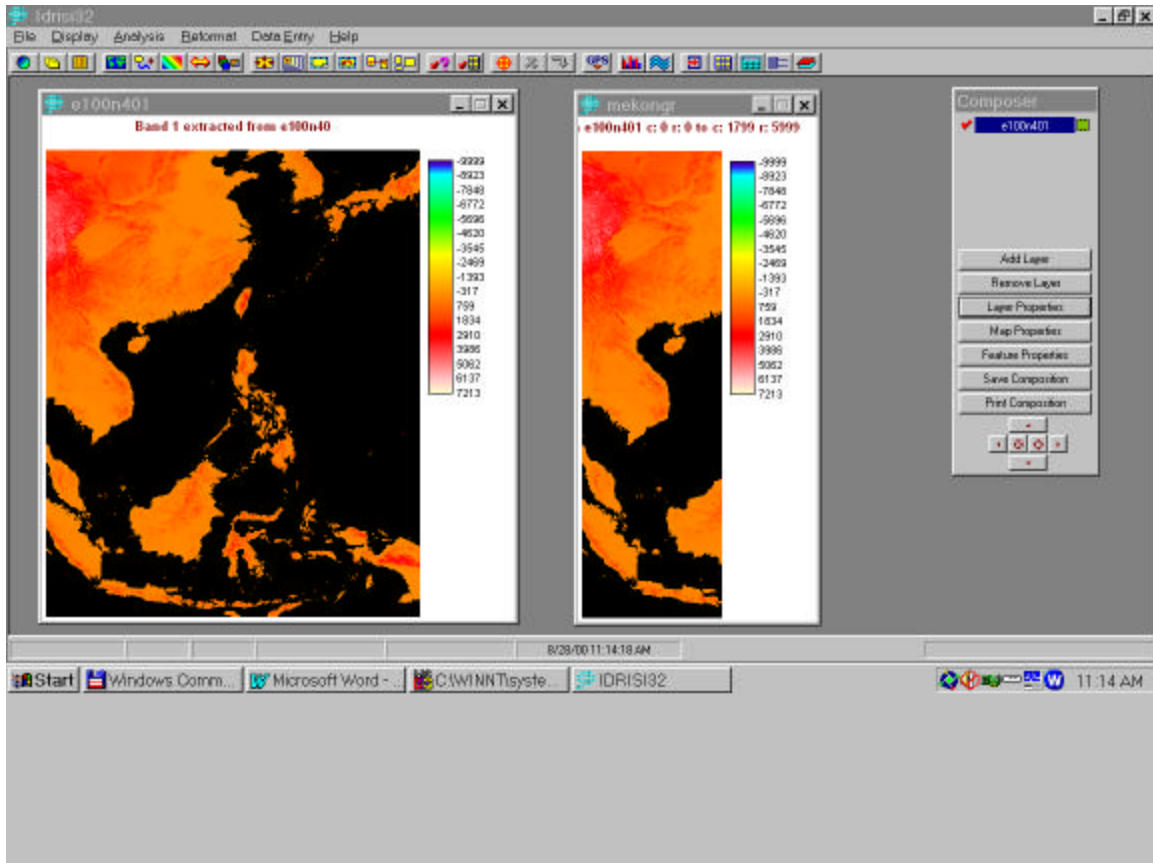 Idrisi32
File Display Analysis Reformat Data Entry Help
e100n401
Band 1 extracted from e100n40
-9999
-8923
-7848
-6772
-5696
-4620
-3545
-2469
-1393
-317
759
1834
2910
3986
5062
6137
7213
mekongr
e100n401 c: 0 r: 0 to c: 1799 r: 5999
-9999
-8923
-7848
-6772
-5696
-4620
-3545
-2469
-1393
-317
759
1834
2910
3986
5062
6137
7213
Composer
e100n401
Add Layer
Remove Layer
Layer Properties
Map Properties
Feature Properties
Save Composition
Print Composition
8/28/00 11:14:18 AM
Start Windows Comm... Microsoft Word - ... C:\WINNT\syste... IDRISI32 11:14 AM